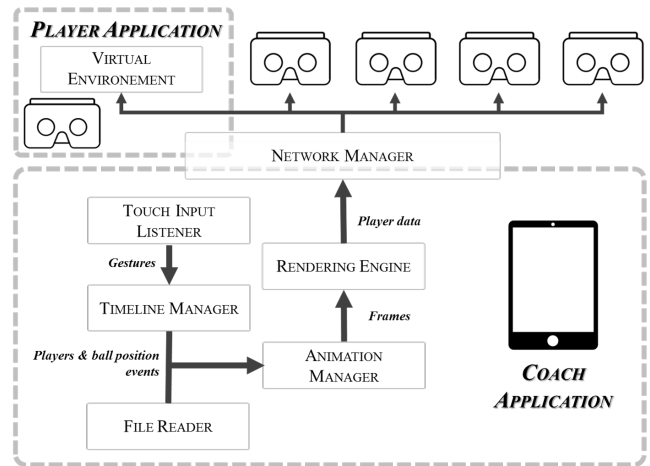 PLAYER APPLICATION
VIRTUAL
ENVIRONEMENT
NETWORK MANAGER
TOUCH INPUT
LISTENER
Player data
Gestures
RENDERING ENGINE
TIMELINE MANAGER
Frames
Players & ball position
events
ANIMATION
MANAGER
COACH
APPLICATION
FILE READER